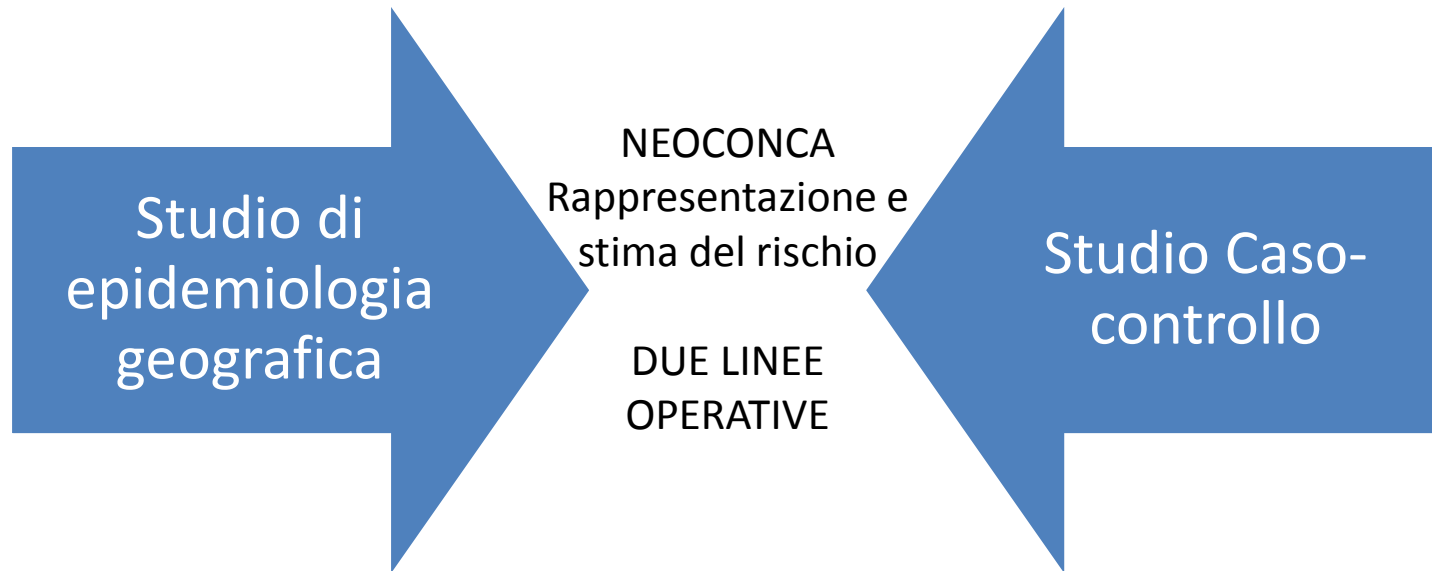 Studio di
epidemiologia
geografica
NEOCONCA
Rappresentazione e
stima del rischio
DUE LINEE
OPERATIVE
Studio Caso-
controllo